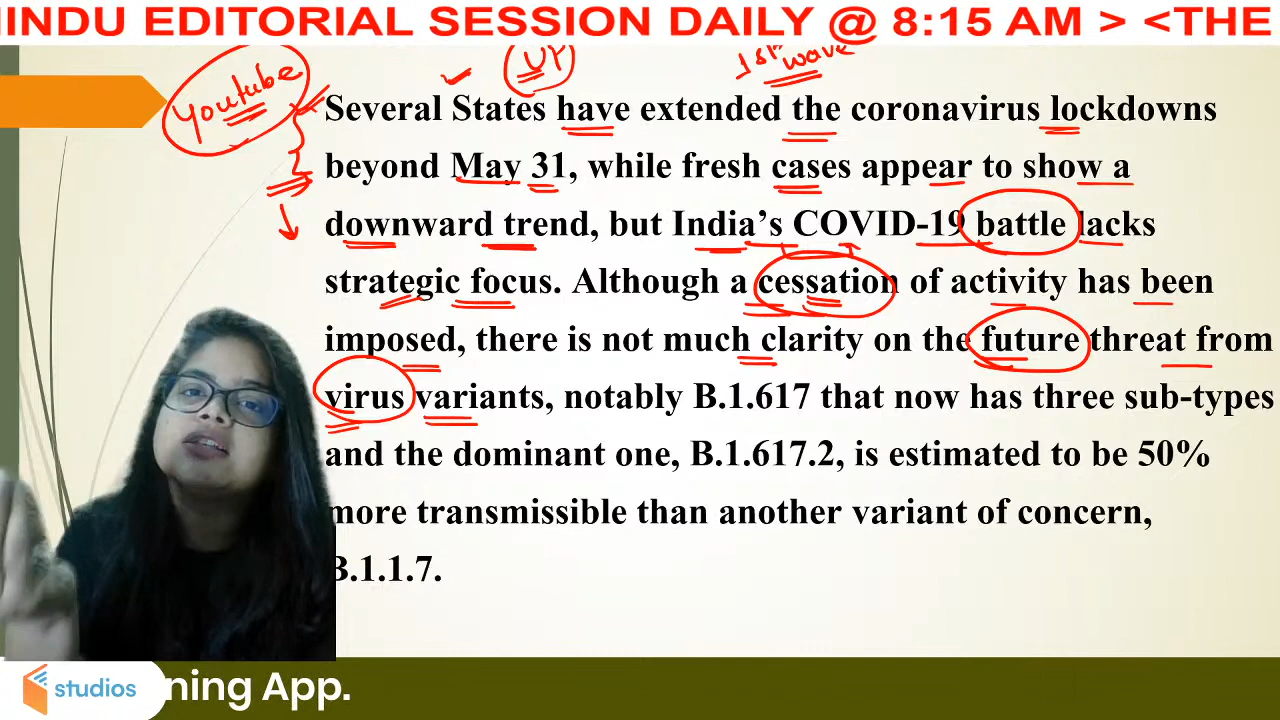 HINDU EDITORIAL SESSION DAILY @ 8:15 AM > <THE
UP
1st wave
Youtube
Several States have extended the coronavirus lockdowns
beyond May 31, while fresh cases appear to show a
downward trend, but India's COVID-19 battle lacks
strategic focus. Although a cessation of activity has been
imposed, there is not much clarity on the future threat from
virus variants, notably B.1.617 that now has three sub-types
and the dominant one, B.1.617.2, is estimated to be 50%
more transmissible than another variant of concern,
B.1.1.7.
studios
ning App.